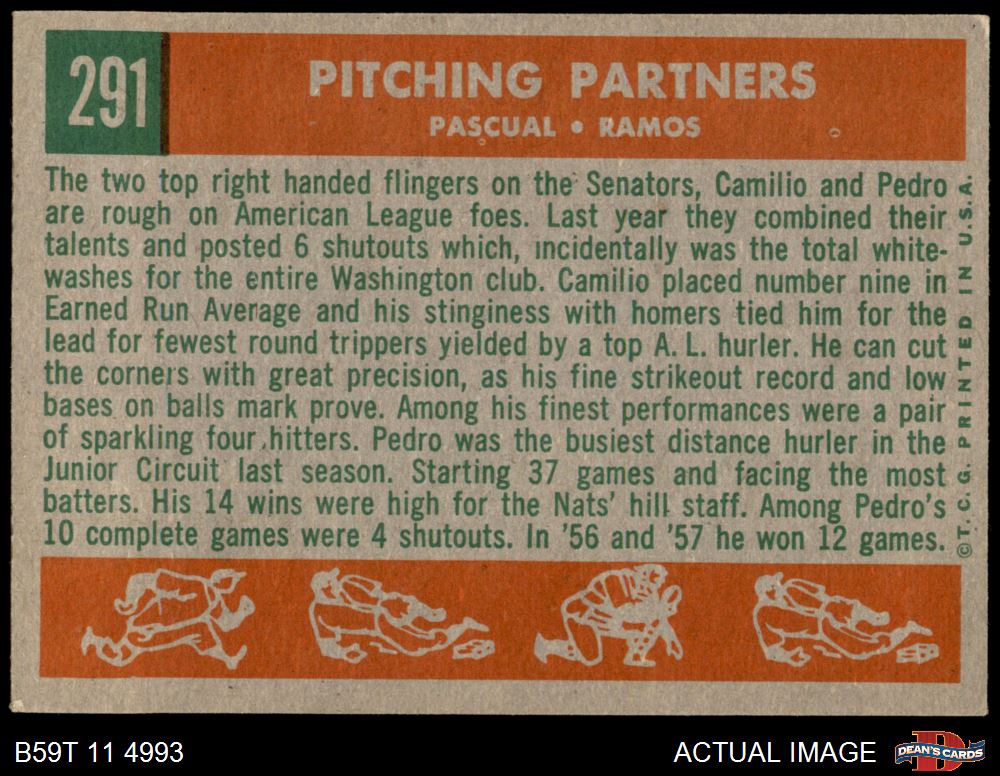 291
PITCHING PARTNERS
PASCUAL • RAMOS
The two top right handed flingers on the Senators, Camilio and Pedro
are rough on American League foes. Last year they combined their
talents and posted 6 shutouts which, incidentally was the total white-
washes for the entire Washington club. Camilio placed number nine in
Earned Run Average and his stinginess with homers tied him for the
lead for fewest round trippers yielded by a top A. L. hurler. He can cut
the corners with great precision, as his fine strikeout record and low
bases on balls mark prove. Among his finest performances were a pair
of sparkling four hitters. Pedro was the busiest distance hurler in the
Junior Circuit last season. Starting 37 games and facing the most
batters. His 14 wins were high for the Nats' hill staff. Among Pedro's
10 complete games were 4 shutouts. In '56 and '57 he won 12 games.
©T. C. G. PRINTED IN U.S.A.
B59T 11 4993
ACTUAL IMAGE
D
DEAN'S CARDS